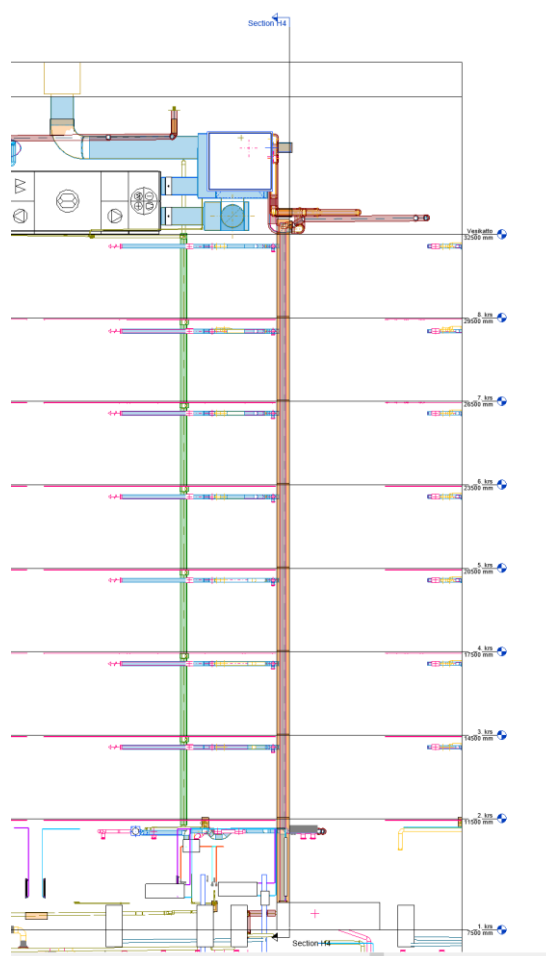 Section H4
Vesikatto
32500 mm
8. krs
29500 mm
7. krs
26500 mm
6. krs
23500 mm
5. krs
20500 mm
4. krs
17500 mm
3. krs
14500 mm
2. krs
11500 mm
1. krs
7500 mm
Section H4